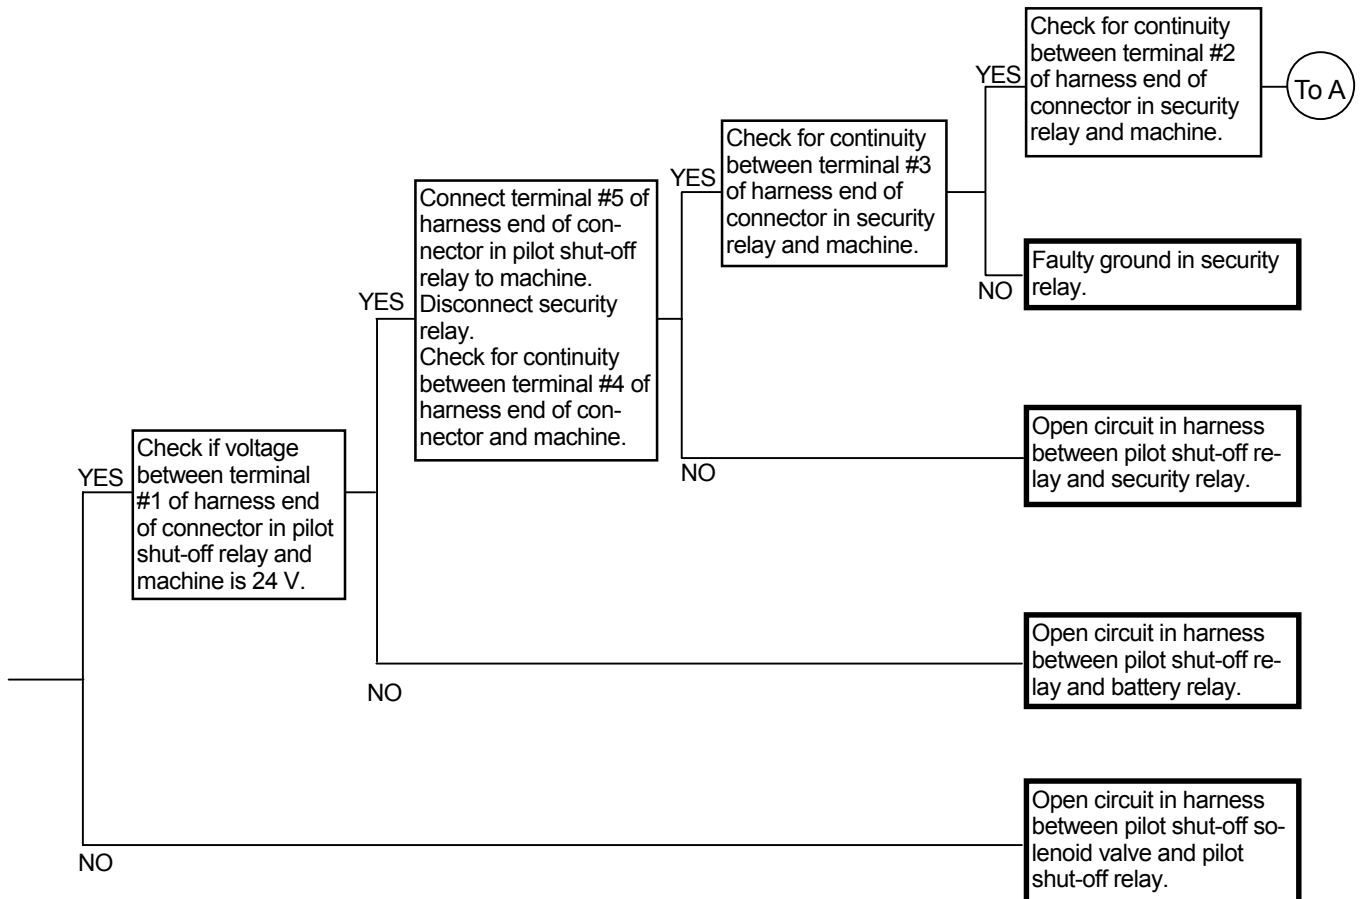 Check for continuity
between terminal #2
of harness end of
connector in security
relay and machine.
YES
To A
Check for continuity
between terminal #3
of harness end of
connector in security
relay and machine.
YES
Faulty ground in security
relay.
NO
Connect terminal #5 of
harness end of con-
nector in pilot shut-off
relay to machine.
Disconnect security
relay.
Check for continuity
between terminal #4 of
harness end of con-
nector and machine.
YES
Open circuit in harness
between pilot shut-off re-
lay and security relay.
NO
Check if voltage
between terminal
#1 of harness end
of connector in pilot
shut-off relay and
machine is 24 V.
YES
Open circuit in harness
between pilot shut-off re-
lay and battery relay.
NO
Open circuit in harness
between pilot shut-off so-
lenoid valve and pilot
shut-off relay.
NO